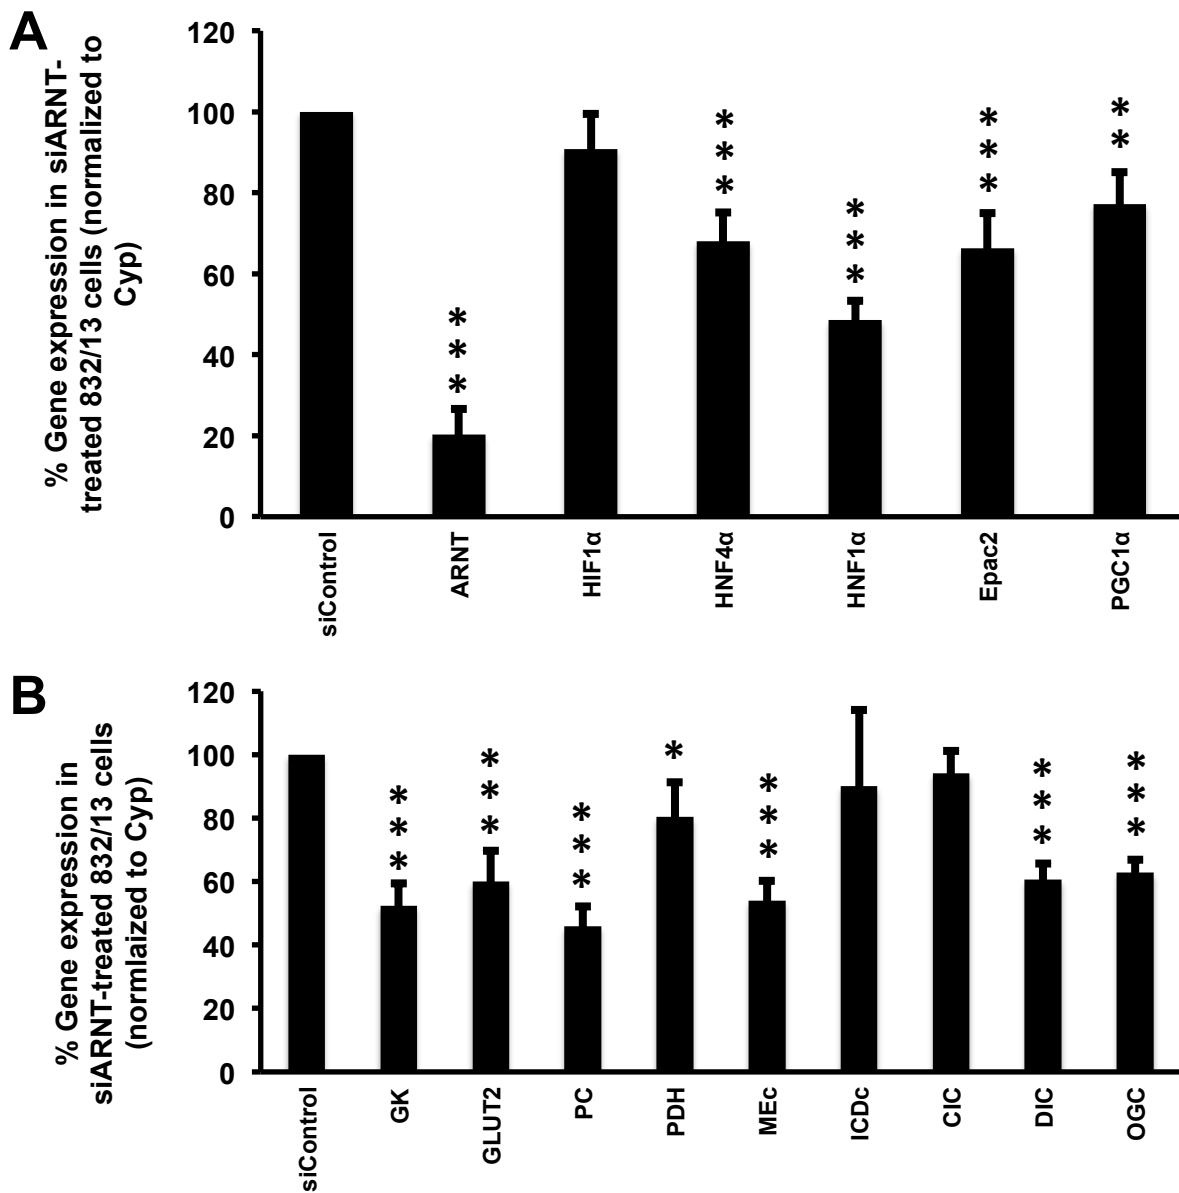 A
% Gene expression in siARNT-
treated 832/13 cells (normalized to
Cyp)
120
100
80
60
40
20
0
***
***
***
***
**
siControl
ARNT
HIF1α
HNF4α
HNF1α
Epac2
PGC1α
B
% Gene expression in
siARNT-treated 832/13 cells
(normlaized to Cyp)
120
100
80
60
40
20
0
***
***
***
*
***
***
***
siControl
GK
GLUT2
PC
PDH
MEc
ICDc
CIC
DIC
OGC